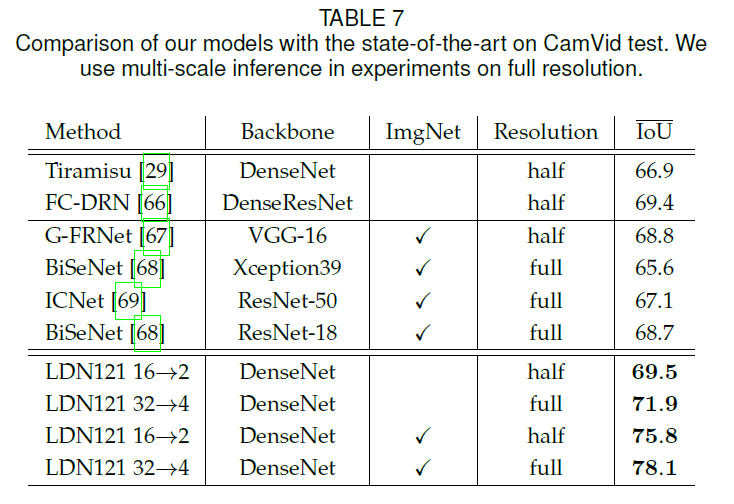 TABLE 7
Comparison of our models with the state-of-the-art on CamVid test. We
use multi-scale inference in experiments on full resolution.
Method Backbone ImgNet Resolution IoU
Tiramisu [29] DenseNet half 66.9
FC-DRN [66] DenseResNet half 69.4
G-FRNet [67] VGG-16 ✓ half 68.8
BiSeNet [68] Xception39 ✓ full 65.6
ICNet [69] ResNet-50 ✓ full 67.1
BiSeNet [68] ResNet-18 ✓ full 68.7
LDN121 16→2 DenseNet half 69.5
LDN121 32→4 DenseNet full 71.9
LDN121 16→2 DenseNet ✓ half 75.8
LDN121 32→4 DenseNet ✓ full 78.1